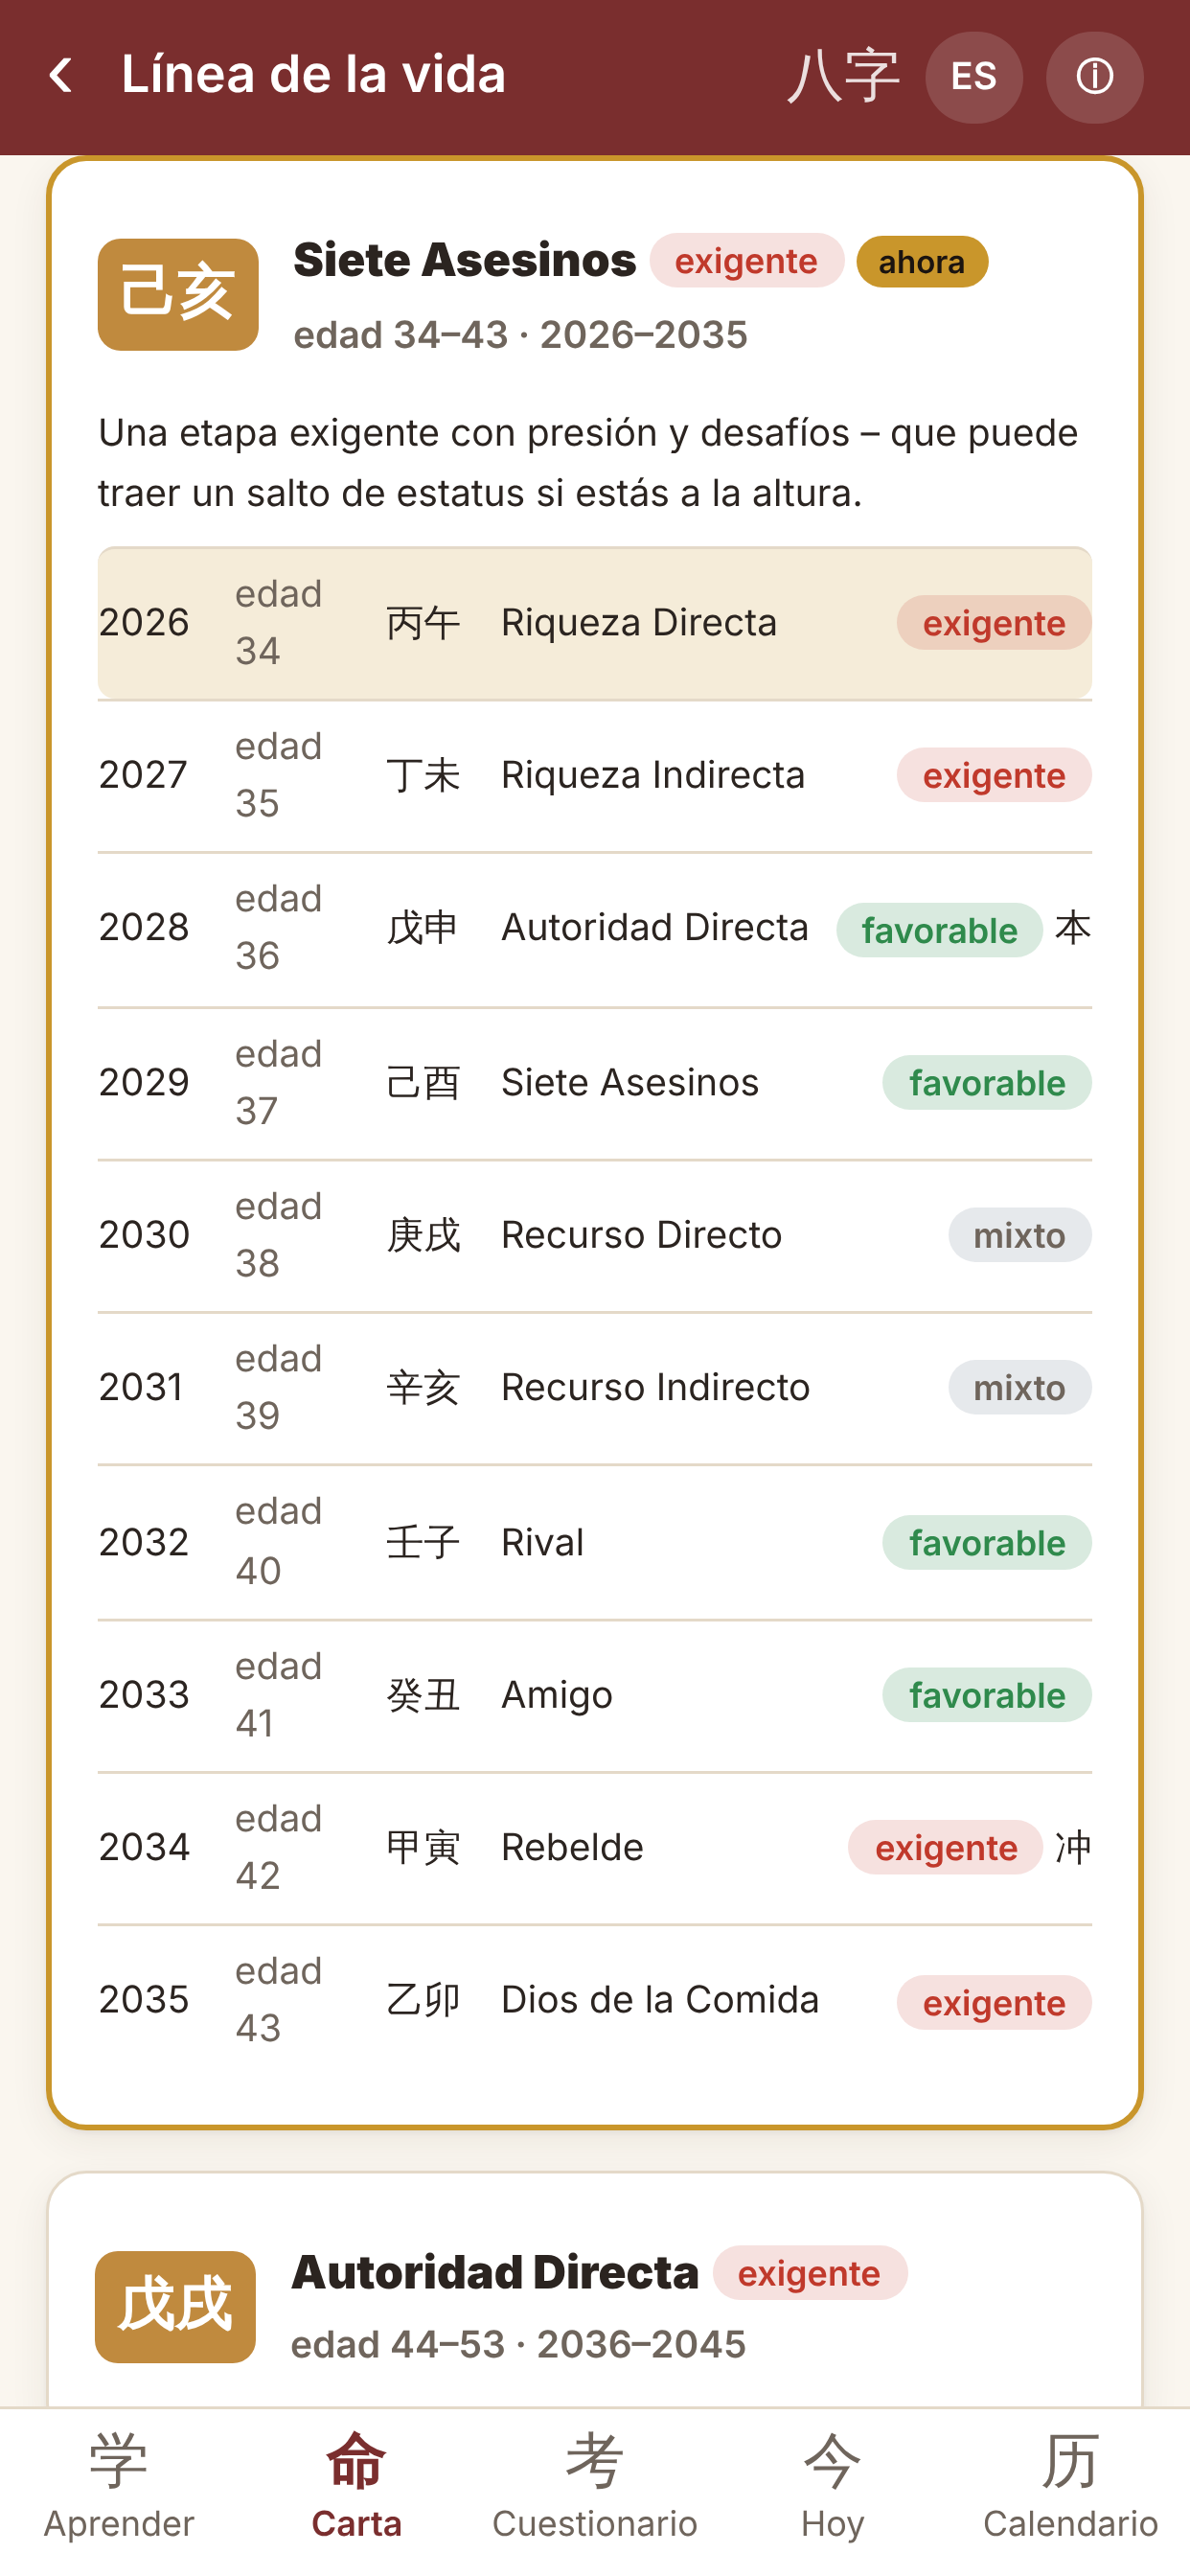 ‹ Línea de la vida 八字 ES ⓘ
己亥 Siete Asesinos exigente ahora
edad 34–43 · 2026–2035
Una etapa exigente con presión y desafíos – que puede
traer un salto de estatus si estás a la altura.
2026 edad 34 丙午 Riqueza Directa exigente
2027 edad 35 丁未 Riqueza Indirecta exigente
2028 edad 36 戊申 Autoridad Directa favorable 本
2029 edad 37 己酉 Siete Asesinos favorable
2030 edad 38 庚戌 Recurso Directo mixto
2031 edad 39 辛亥 Recurso Indirecto mixto
2032 edad 40 壬子 Rival favorable
2033 edad 41 癸丑 Amigo favorable
2034 edad 42 甲寅 Rebelde exigente 冲
2035 edad 43 乙卯 Dios de la Comida exigente
戊戌 Autoridad Directa exigente
edad 44–53 · 2036–2045
学 命 考 今 历
Aprender Carta Cuestionario Hoy Calendario